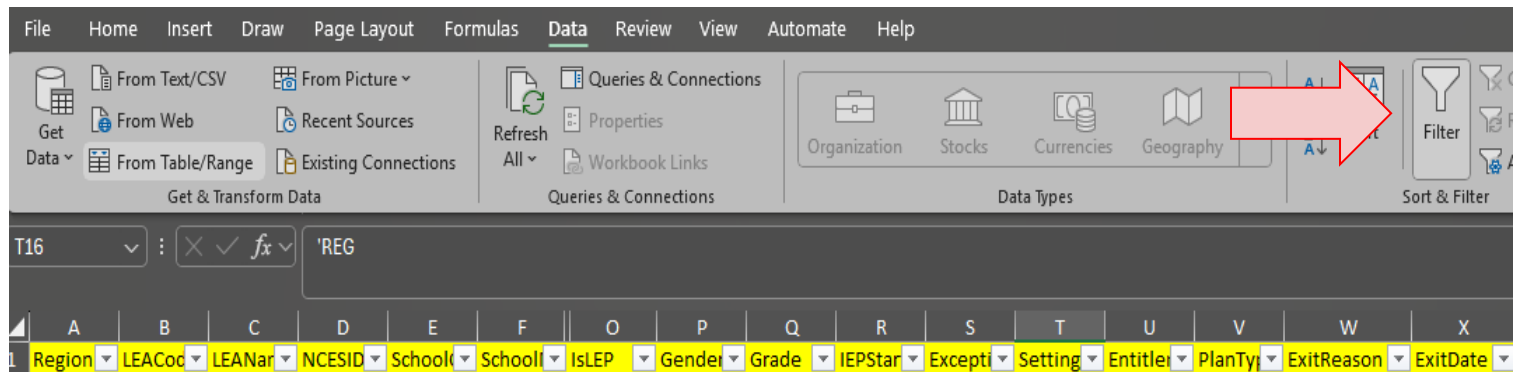 File Home Insert Draw Page Layout Formulas Data Review View Automate Help
From Text/CSV From Picture Queries & Connections
Get From Web Recent Sources Refresh Properties Organization Stocks Currencies Geography Filter
Data From Table/Range Existing Connections All Workbook Links
Get & Transform Data Queries & Connections Data Types Sort & Filter
T16 fx 'REG
A B C D E F O P Q R S T U V W X
1 Region LEACod LEANar NCESID School SchoolI IsLEP Gender Grade IEPStar Excepti Setting Entitler PlanTy ExitReason ExitDate